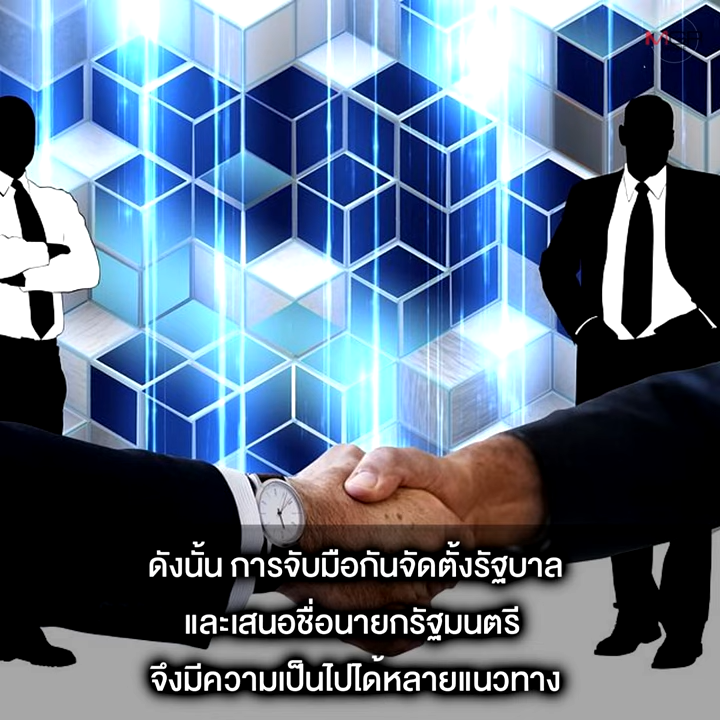 ดังนั้น การจับมือกันจัดตั้งรัฐบาล
และเสนอชื่อนายกรัฐมนตรี
จึงมีความเป็นไปได้หลายแนวทาง